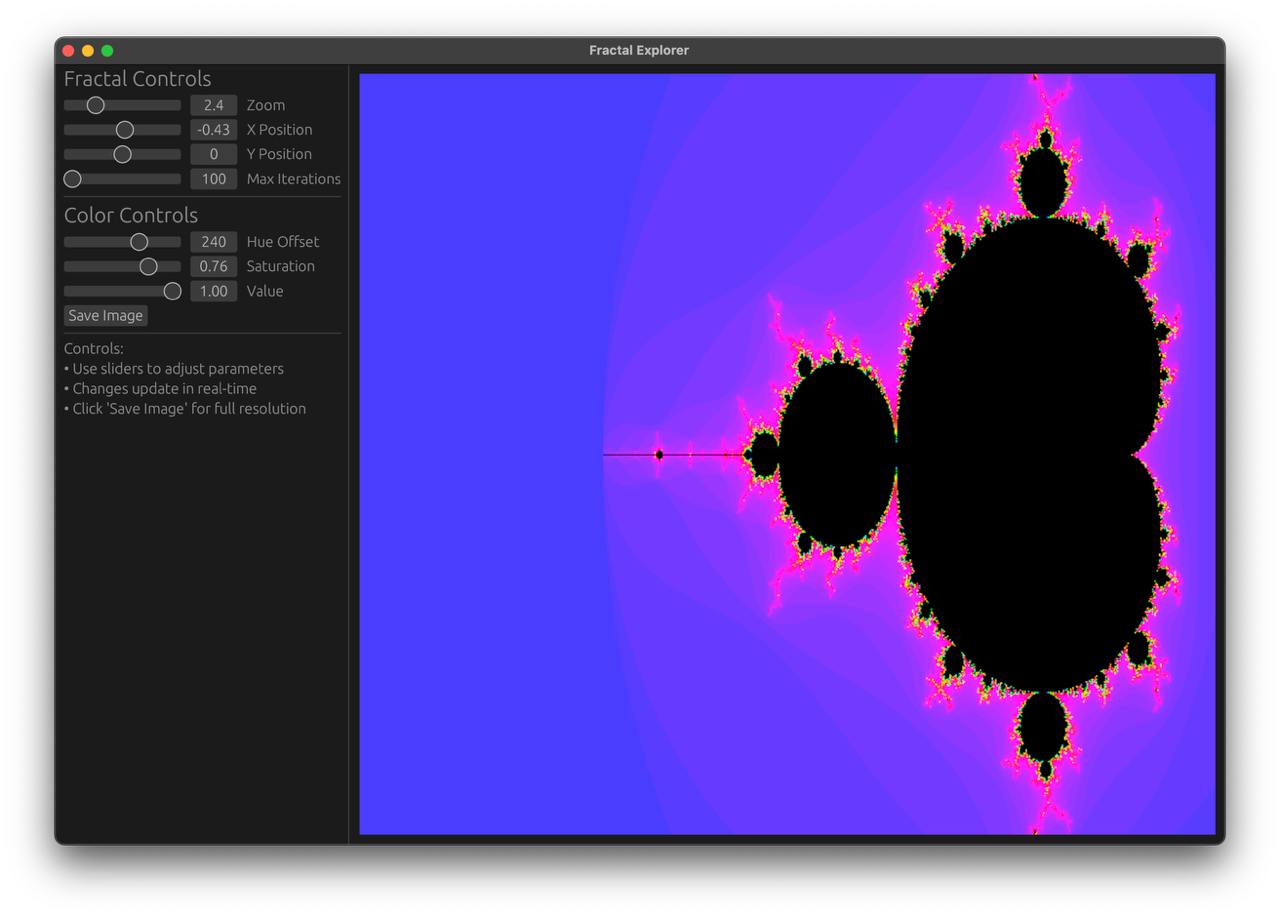 Fractal Explorer
Fractal Controls
2.4 Zoom
-0.43 X Position
0 Y Position
100 Max Iterations
Color Controls
240 Hue Offset
0.76 Saturation
1.00 Value
Save Image
Controls:
• Use sliders to adjust parameters
• Changes update in real-time
• Click 'Save Image' for full resolution